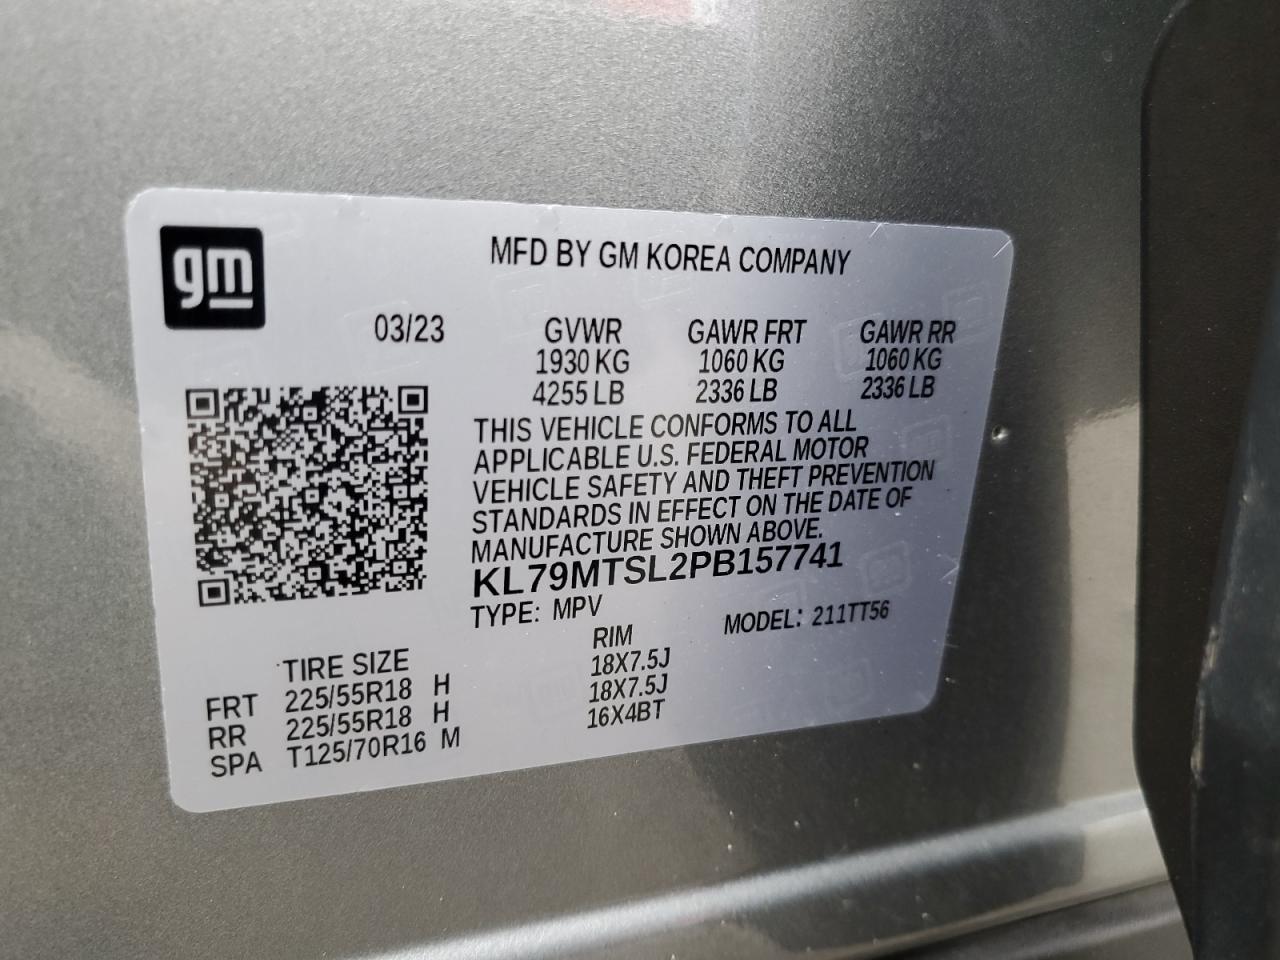 gm
MFD BY GM KOREA COMPANY
03/23 GVWR GAWR FRT GAWR RR
1930 KG 1060 KG 1060 KG
4255 LB 2336 LB 2336 LB
THIS VEHICLE CONFORMS TO ALL
APPLICABLE U.S. FEDERAL MOTOR
VEHICLE SAFETY AND THEFT PREVENTION
STANDARDS IN EFFECT ON THE DATE OF
MANUFACTURE SHOWN ABOVE.
KL79MTSL2PB157741
TYPE: MPV MODEL: 211TT56
TIRE SIZE RIM
FRT 225/55R18 H 18X7.5J
RR 225/55R18 H 18X7.5J
SPA T125/70R16 M 16X4BT